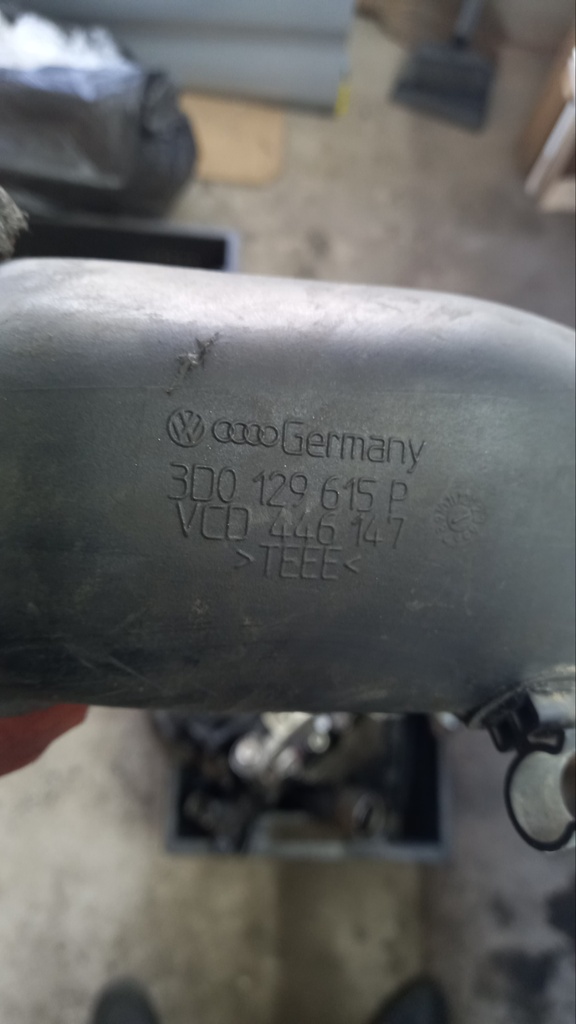 Germany
3D0 129 615 P
VCD 446 147
>TEEE<